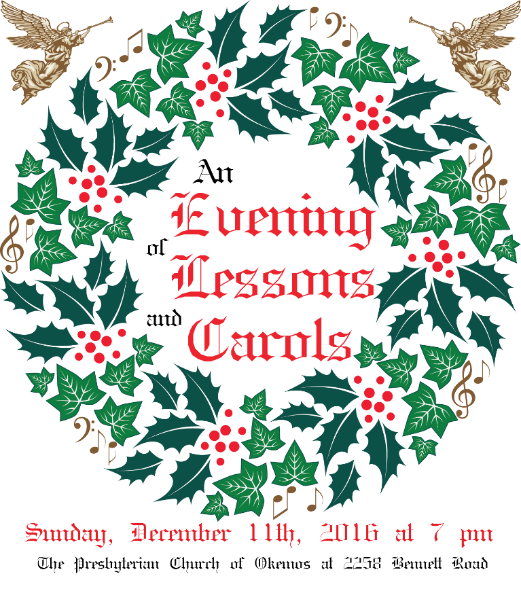 An
Evening
of
Lessons
and
Carols
Sunday, December 11th, 2016 at 7 pm
The Presbyterian Church of Okemos at 2258 Bennett Road